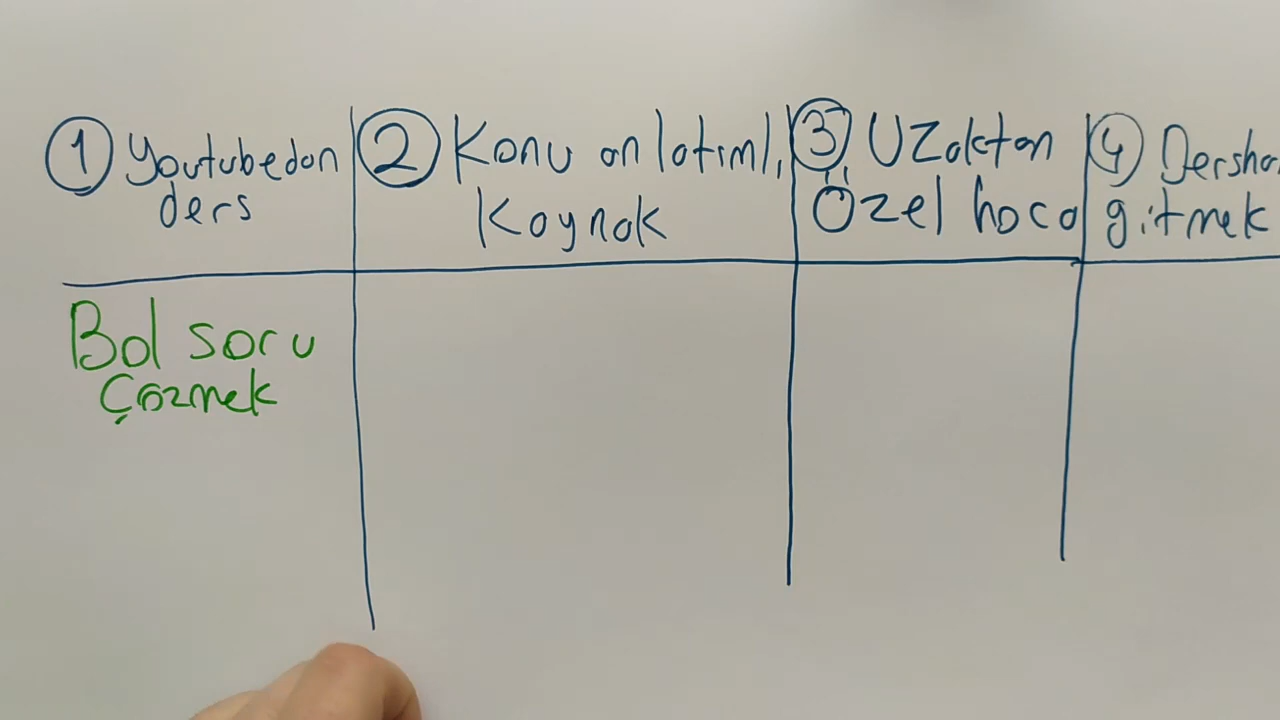 ① Youtubedan
ders
② Konu anlatımlı
Kaynak
③ Uzaktan
Özel hoca
④
gitmek
Bol soru
Çözmek